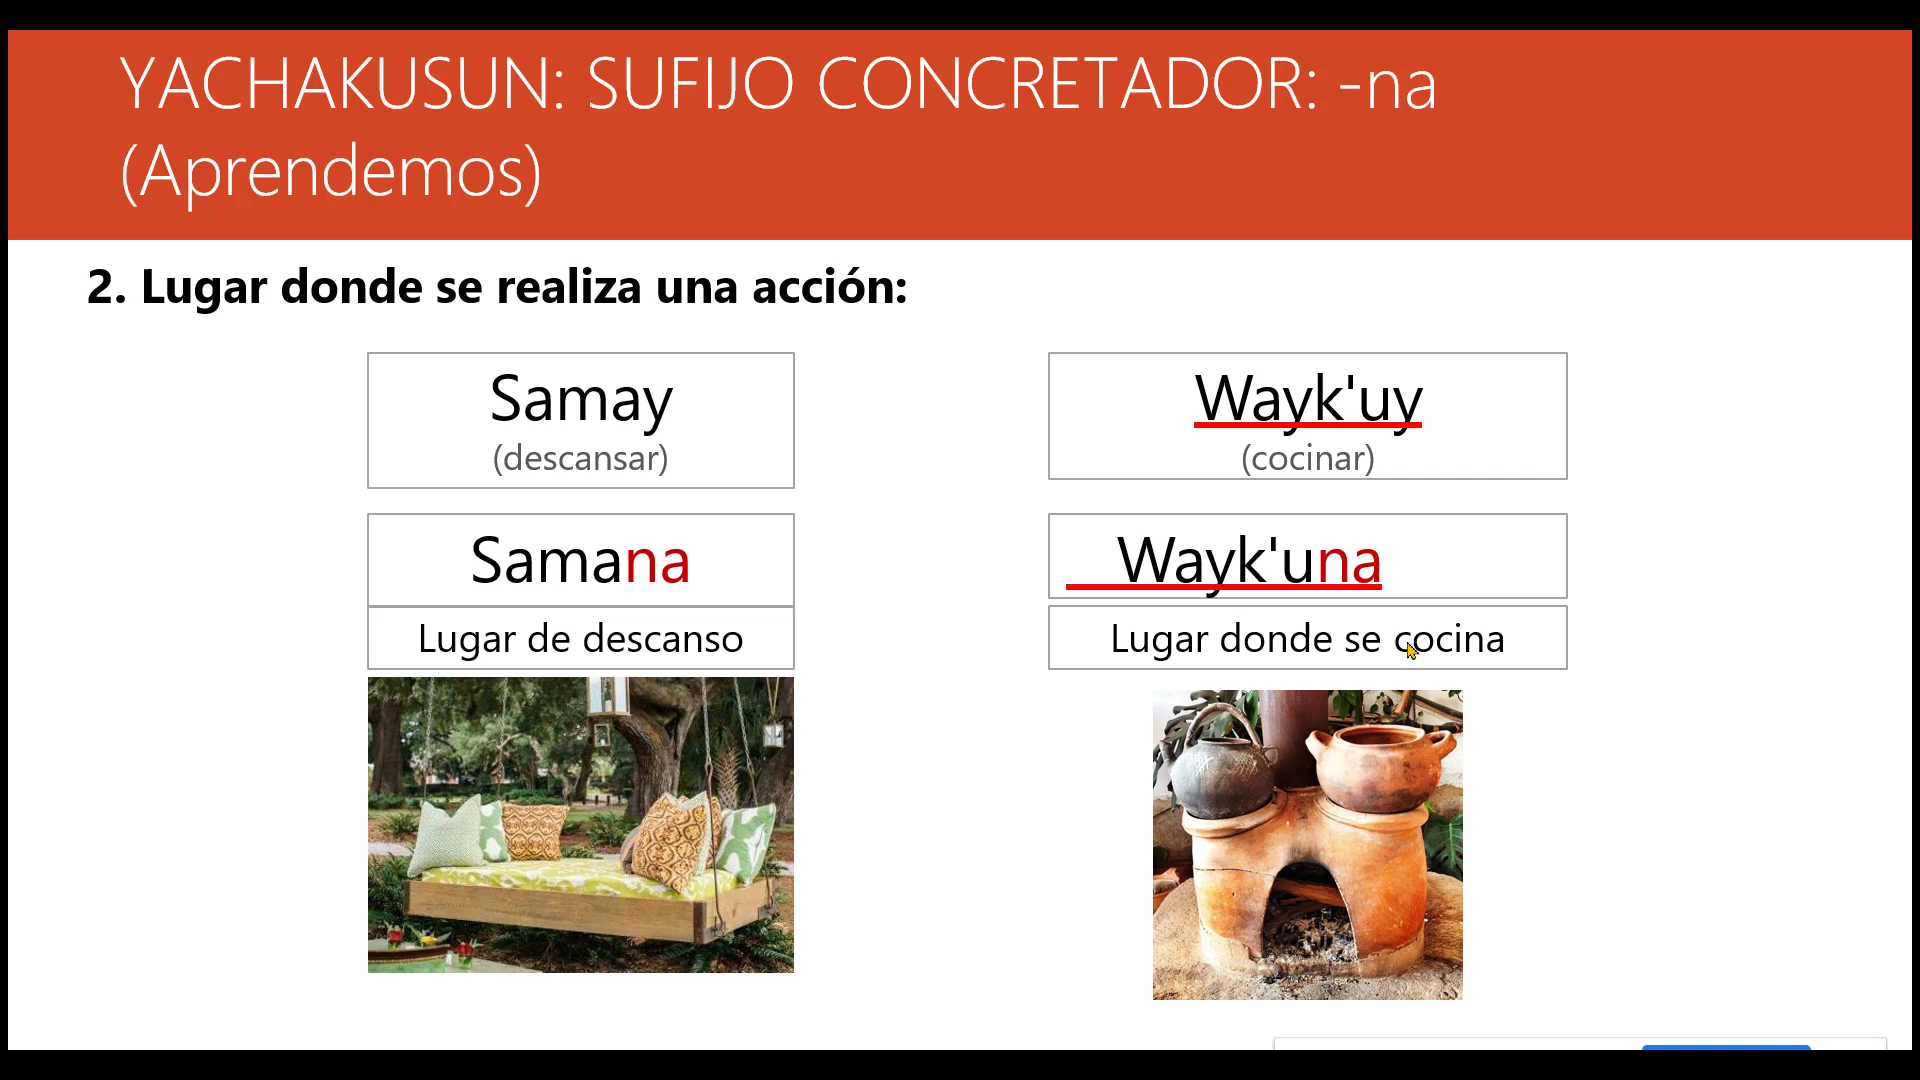 YACHAKUSUN: SUFIJO CONCRETADOR: -na
(Aprendemos)
2. Lugar donde se realiza una acción:
Samay
(descansar)
Wayk'uy
(cocinar)
Samana
Lugar de descanso
Wayk'una
Lugar donde se cocina